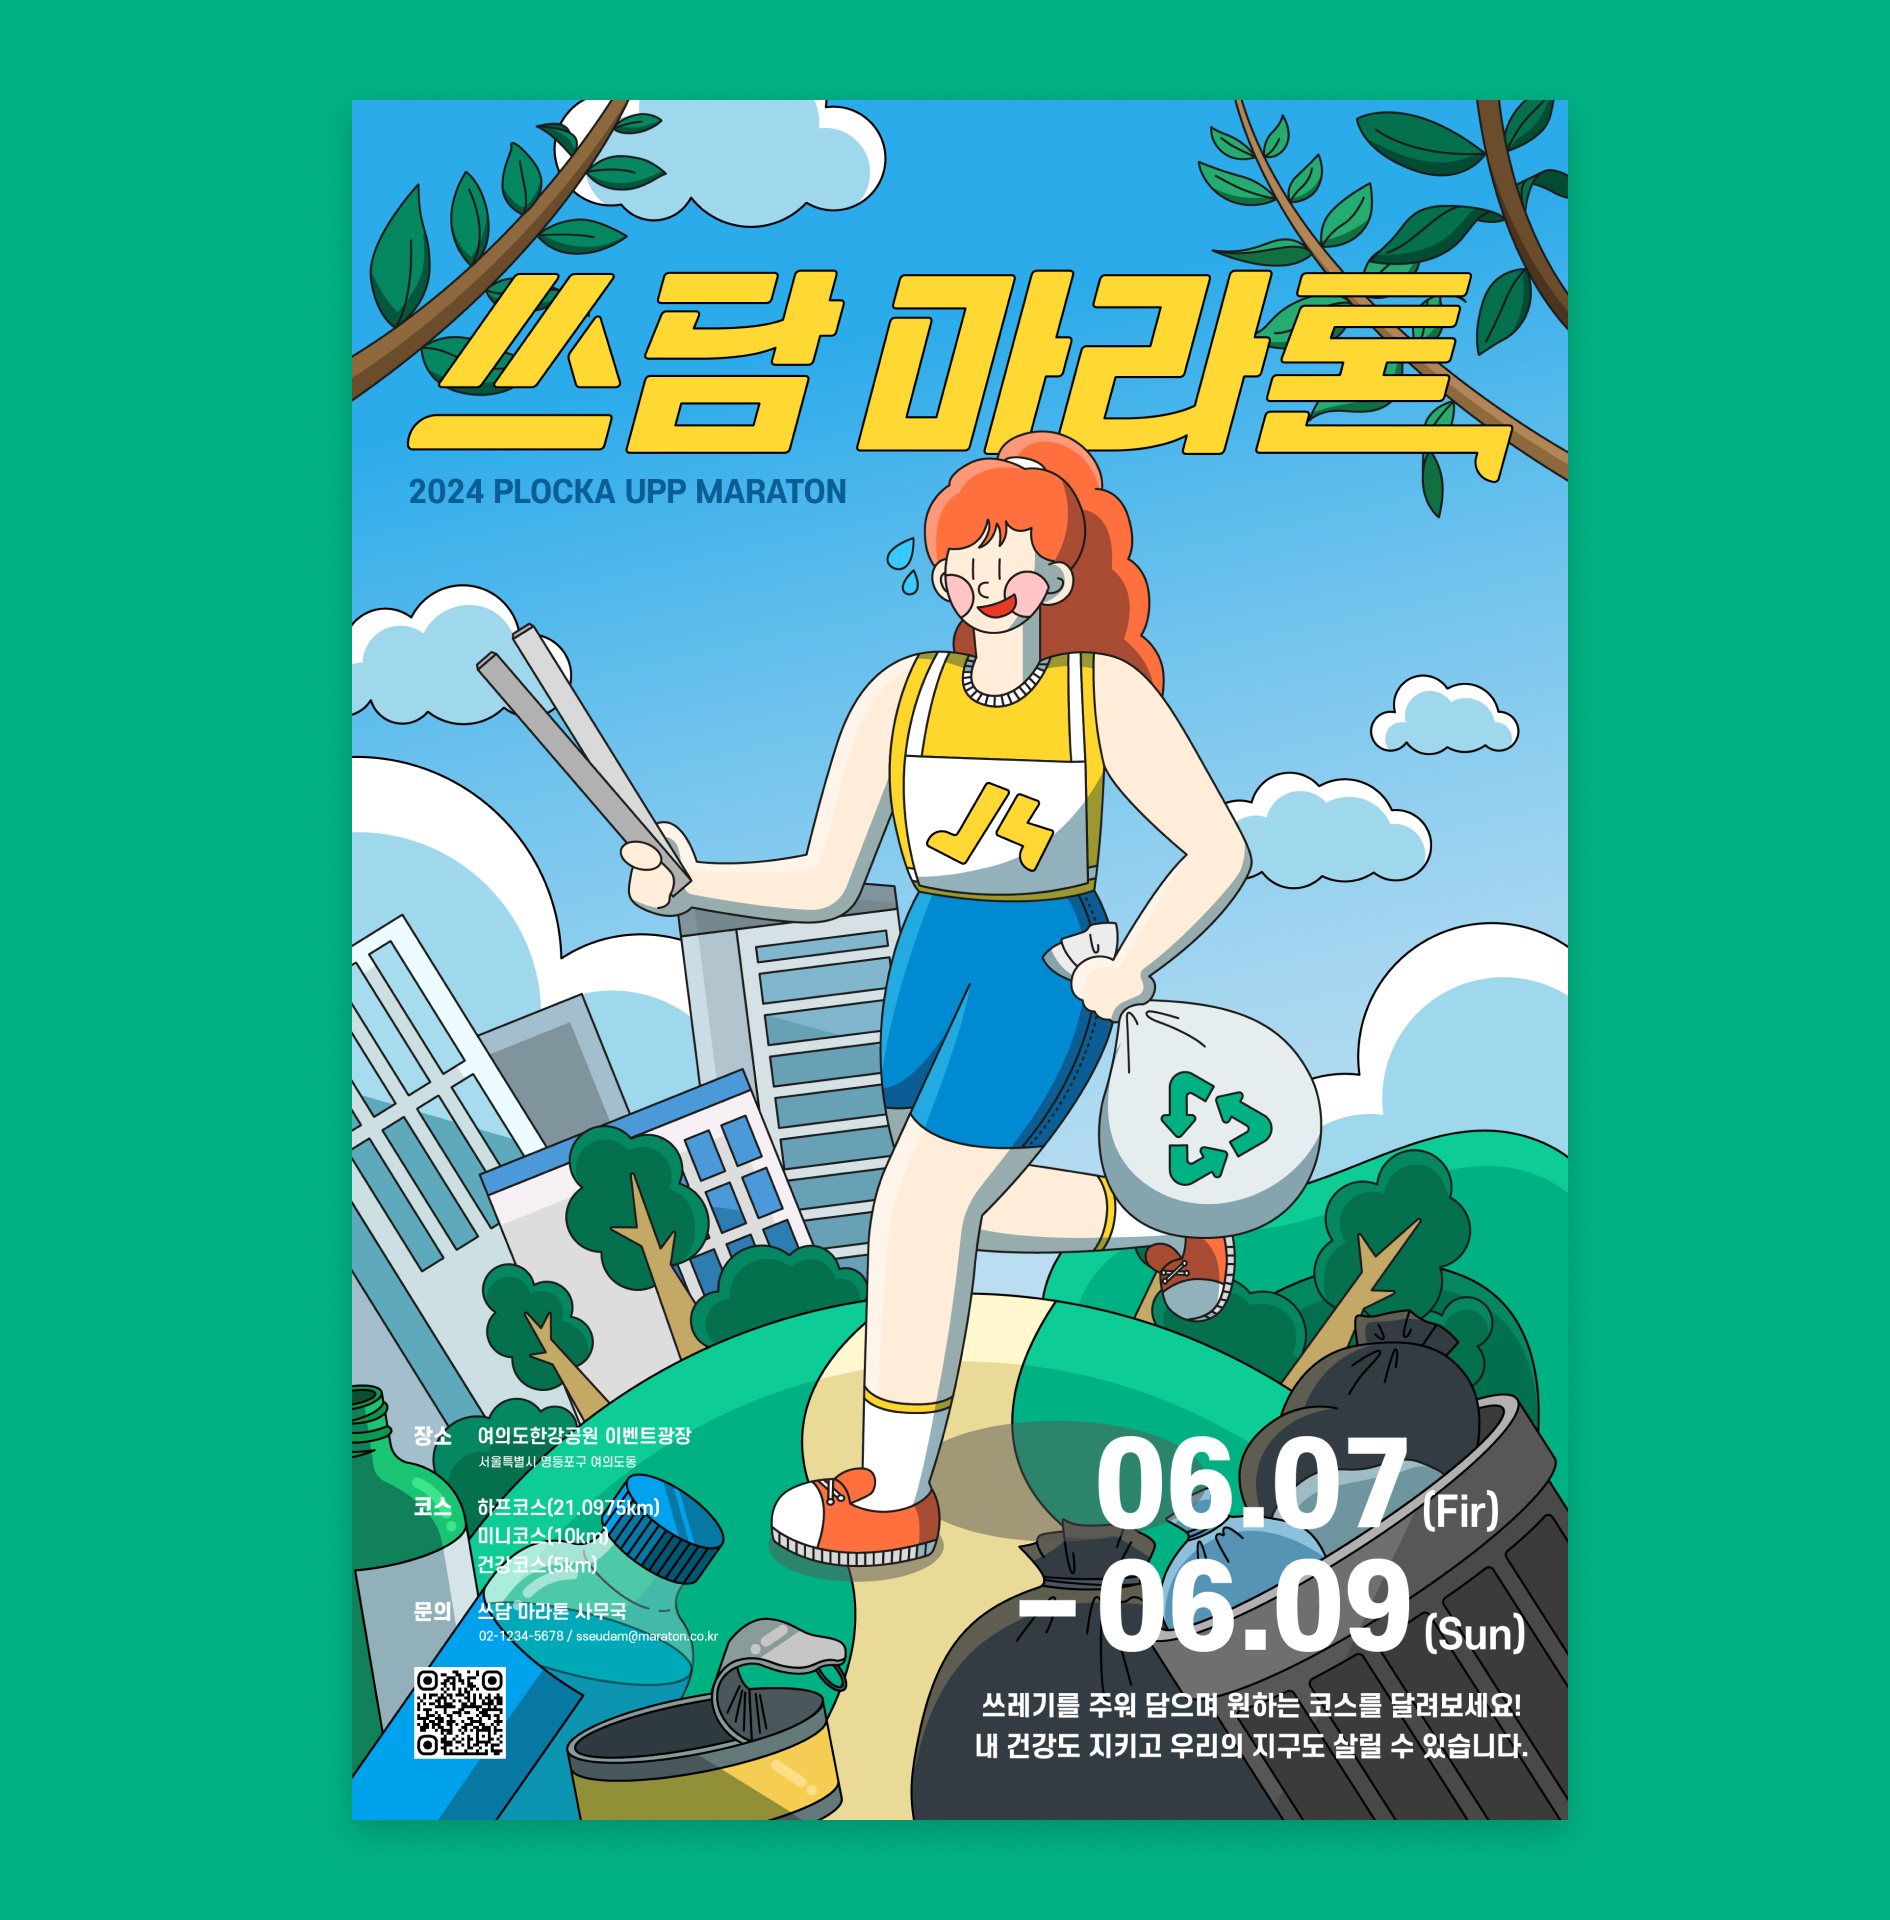 쓰담 마라톤
2024 PLOCKA UPP MARATON
장소 여의도한강공원 이벤트광장
서울특별시 영등포구 여의도동
코스 하프코스(21.0975km)
미니코스(10km)
건강코스(5km)
문의 쓰담 마라톤 사무국
02-1234-5678 / sseudam@maraton.co.kr
06.07 (Fir)
-06.09 (Sun)
쓰레기를 주워 담으며 원하는 코스를 달려보세요!
내 건강도 지키고 우리의 지구도 살릴 수 있습니다.